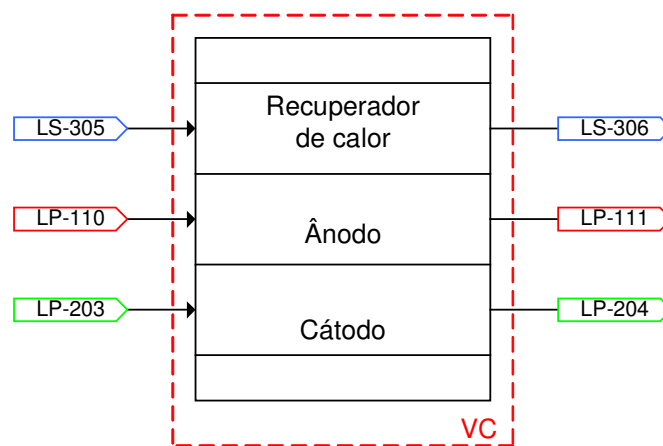 Recuperador
de calor
LS-305
LS-306
LP-110
Ânodo
LP-111
LP-203
Cátodo
LP-204
VC